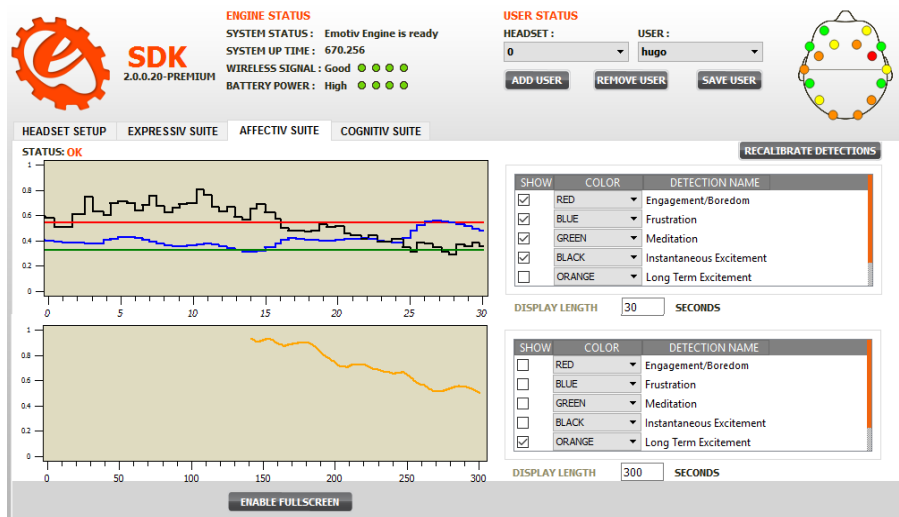 ENGINE STATUS
SYSTEM STATUS : Emotiv Engine is ready
SYSTEM UP TIME : 670.256
WIRELESS SIGNAL : Good
BATTERY POWER : High
SDK
2.0.0.20-PREMIUM
USER STATUS
HEADSET : USER :
0 hugo
ADD USER REMOVE USER SAVE USER
HEADSET SETUP EXPRESSIV SUITE AFFECTIV SUITE COGNITIV SUITE
STATUS: OK
RECALIBRATE DETECTIONS
1
0.8
0.6
0.4
0.2
0
0 5 10 15 20 25 30
SHOW COLOR DETECTION NAME
RED Engagement/Boredom
BLUE Frustration
GREEN Meditation
BLACK Instantaneous Excitement
ORANGE Long Term Excitement
DISPLAY LENGTH 30 SECONDS
1
0.8
0.6
0.4
0.2
0
0 50 100 150 200 250 300
SHOW COLOR DETECTION NAME
RED Engagement/Boredom
BLUE Frustration
GREEN Meditation
BLACK Instantaneous Excitement
ORANGE Long Term Excitement
DISPLAY LENGTH 300 SECONDS
ENABLE FULLSCREEN